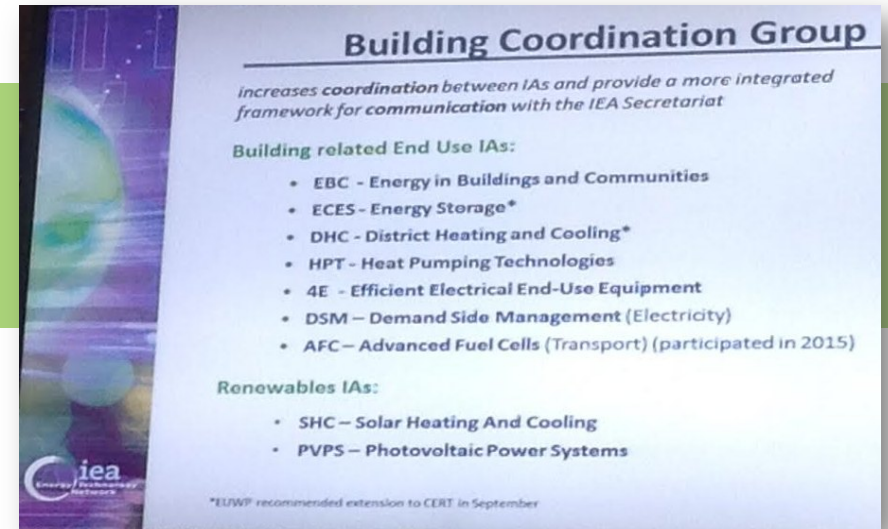 Building Coordination Group
increases coordination between IAs and provide a more integrated
framework for communication with the IEA Secretariat
Building related End Use IAs:
• EBC - Energy in Buildings and Communities
• ECES - Energy Storage*
• DHC - District Heating and Cooling*
• HPT - Heat Pumping Technologies
• 4E - Efficient Electrical End-Use Equipment
• DSM – Demand Side Management (Electricity)
• AFC – Advanced Fuel Cells (Transport) (participated in 2015)
Renewables IAs:
• SHC – Solar Heating And Cooling
• PVPS – Photovoltaic Power Systems
iea
Energy Technology
Network
*EUWP recommended extension to CERT in September